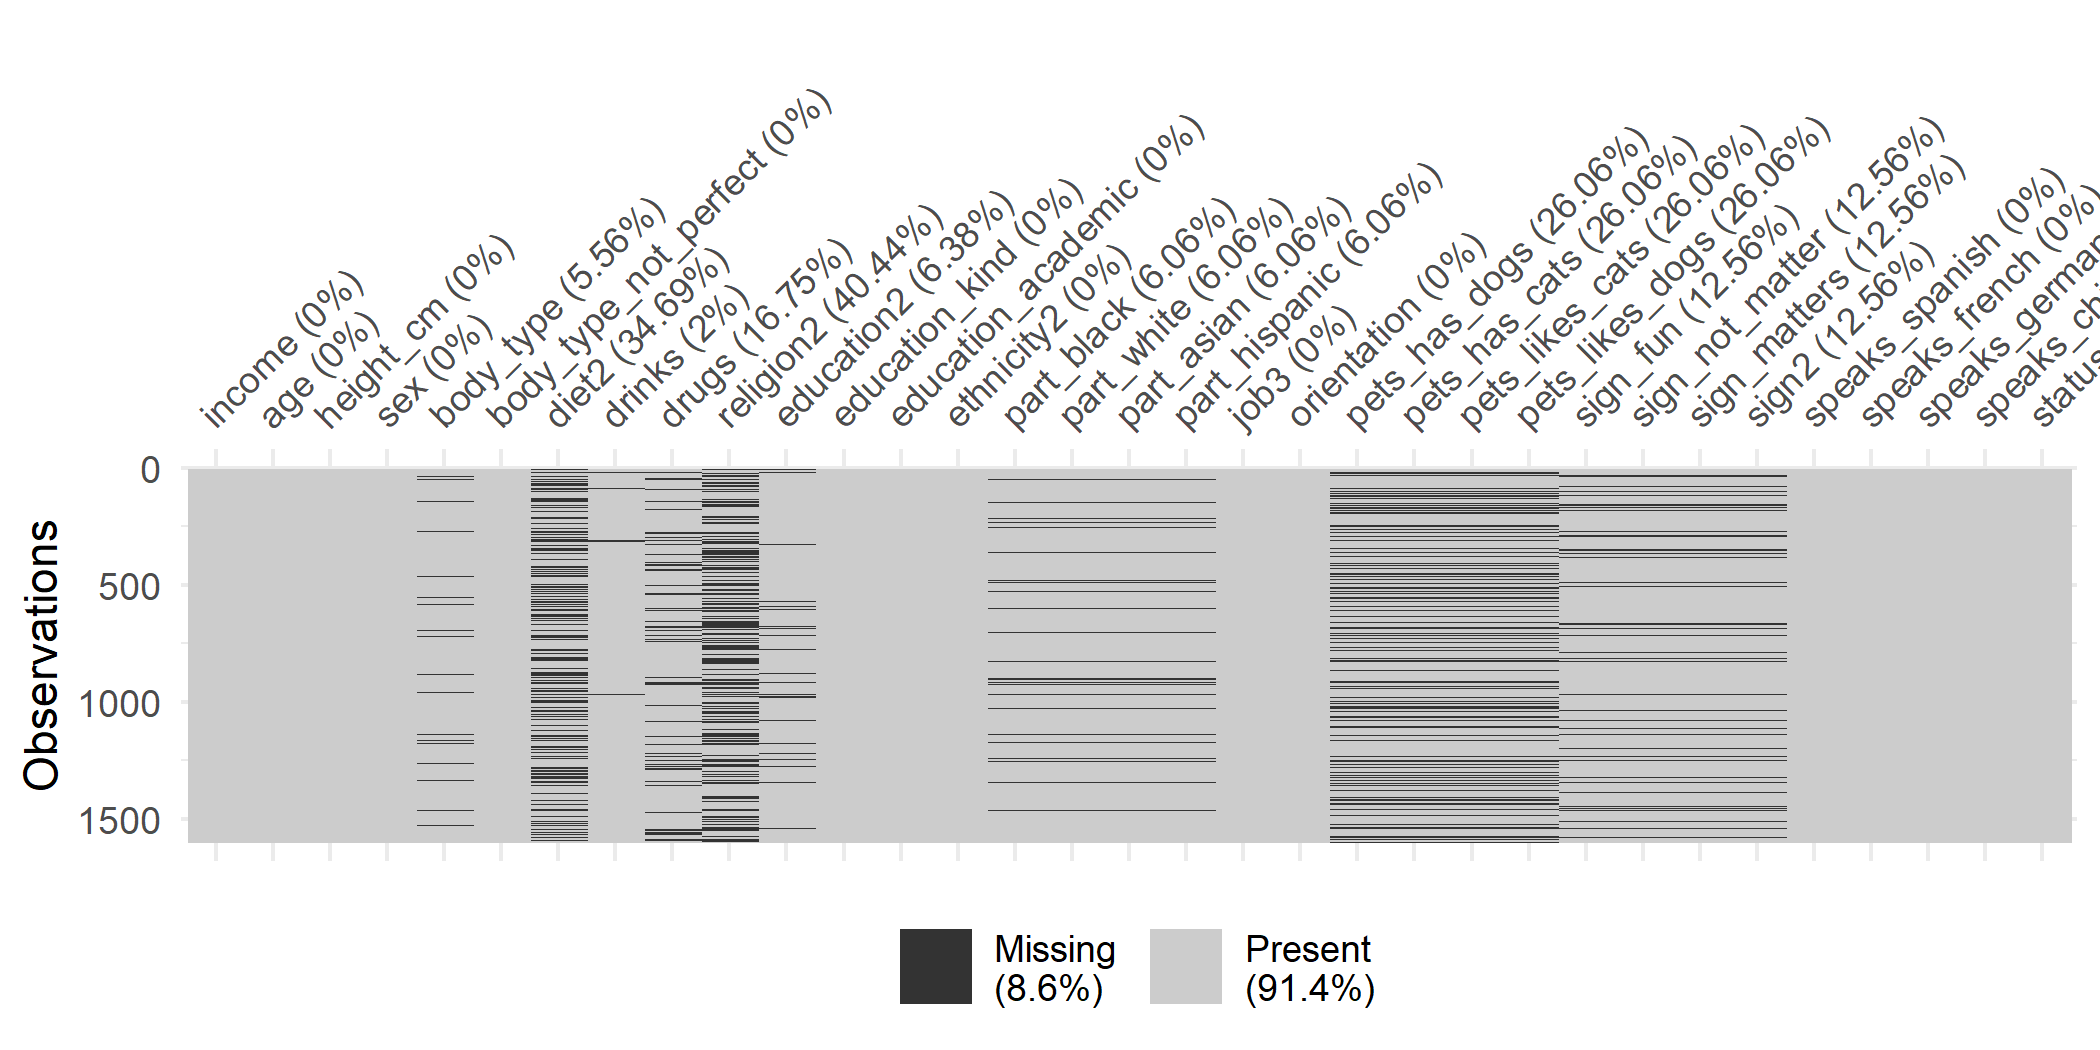 income (0%)
age (0%)
height_cm (0%)
sex (0%)
body_type (5.56%)
body_type_not_perfect (0%)
diet2 (34.69%)
drinks (2%)
drugs (16.75%)
religion2 (40.44%)
education2 (6.38%)
education_kind (0%)
education_academic (0%)
ethnicity2 (0%)
part_black (6.06%)
part_white (6.06%)
part_asian (6.06%)
part_hispanic (6.06%)
job3 (0%)
orientation (0%)
pets_has_dogs (26.06%)
pets_has_cats (26.06%)
pets_likes_cats (26.06%)
pets_likes_dogs (26.06%)
sign_fun (12.56%)
sign_not_matter (12.56%)
sign_matters (12.56%)
sign2 (12.56%)
speaks_spanish (0%)
speaks_french (0%)
speaks_german
speaks_chi
status
Observations
0
500
1000
1500
Missing
(8.6%)
Present
(91.4%)